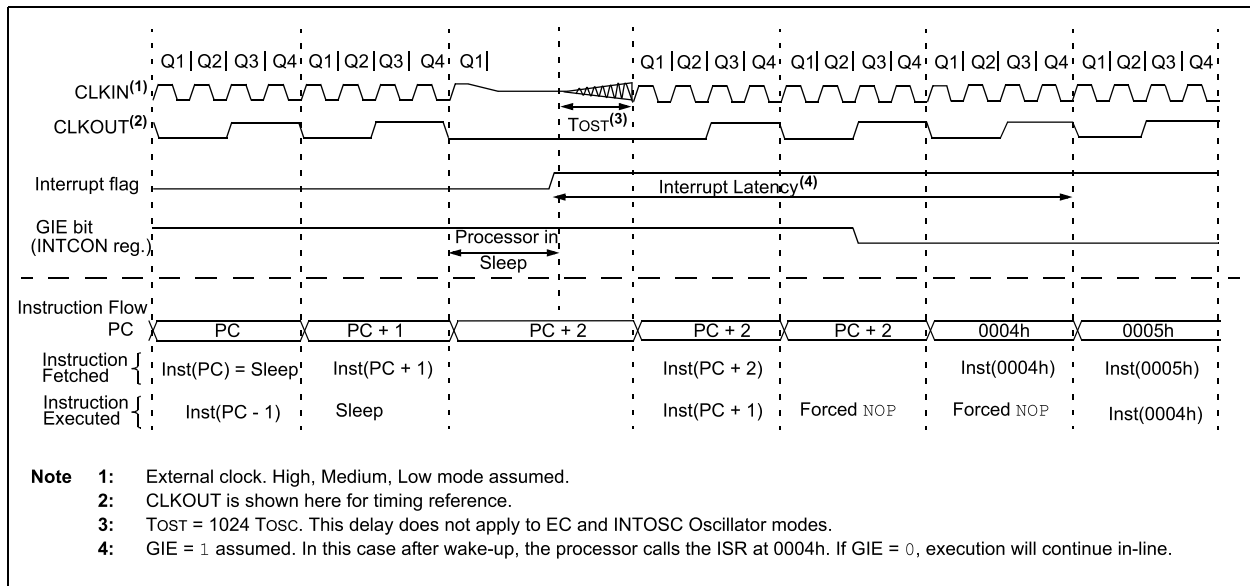 Q1 Q2 Q3 Q4 Q1 Q2 Q3 Q4 Q1 Q1 Q2 Q3 Q4 Q1 Q2 Q3 Q4 Q1 Q2 Q3 Q4 Q1 Q2 Q3 Q4
CLKIN(1)
CLKOUT(2)
TOST(3)
Interrupt flag
Interrupt Latency(4)
GIE bit
(INTCON reg.)
Processor in
Sleep
Instruction Flow
PC PC PC + 1 PC + 2 PC + 2 PC + 2 0004h 0005h
Instruction
Fetched
Inst(PC) = Sleep Inst(PC + 1) Inst(PC + 2) Inst(0004h) Inst(0005h)
Instruction
Executed
Inst(PC - 1) Sleep Inst(PC + 1) Forced NOP Forced NOP Inst(0004h)
Note 1: External clock. High, Medium, Low mode assumed.
2: CLKOUT is shown here for timing reference.
3: TOST = 1024 TOSC. This delay does not apply to EC and INTOSC Oscillator modes.
4: GIE = 1 assumed. In this case after wake-up, the processor calls the ISR at 0004h. If GIE = 0, execution will continue in-line.